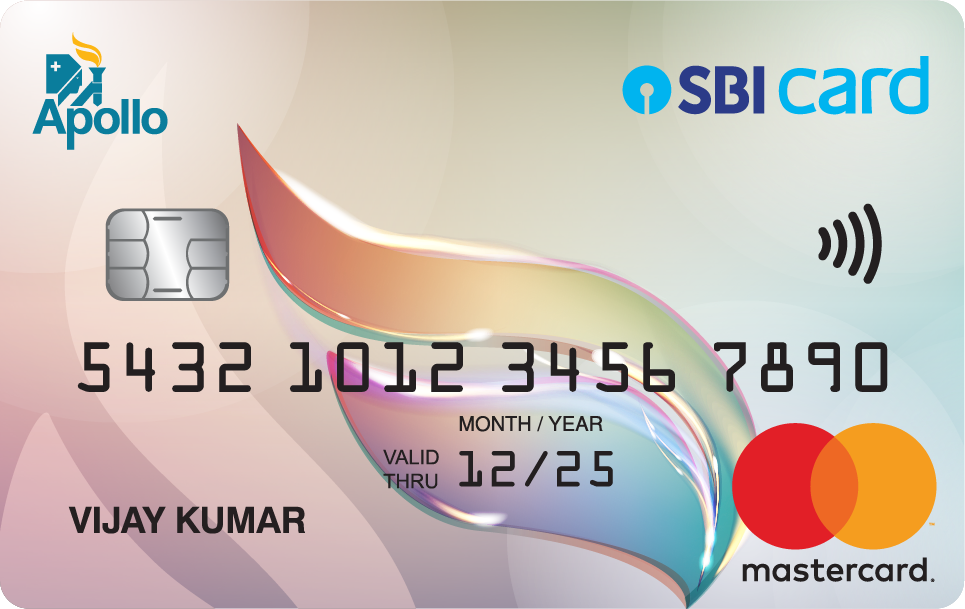 Apollo
SBI card
5432 1012 3456 7890
MONTH / YEAR
VALID THRU 12/25
VIJAY KUMAR
mastercard.